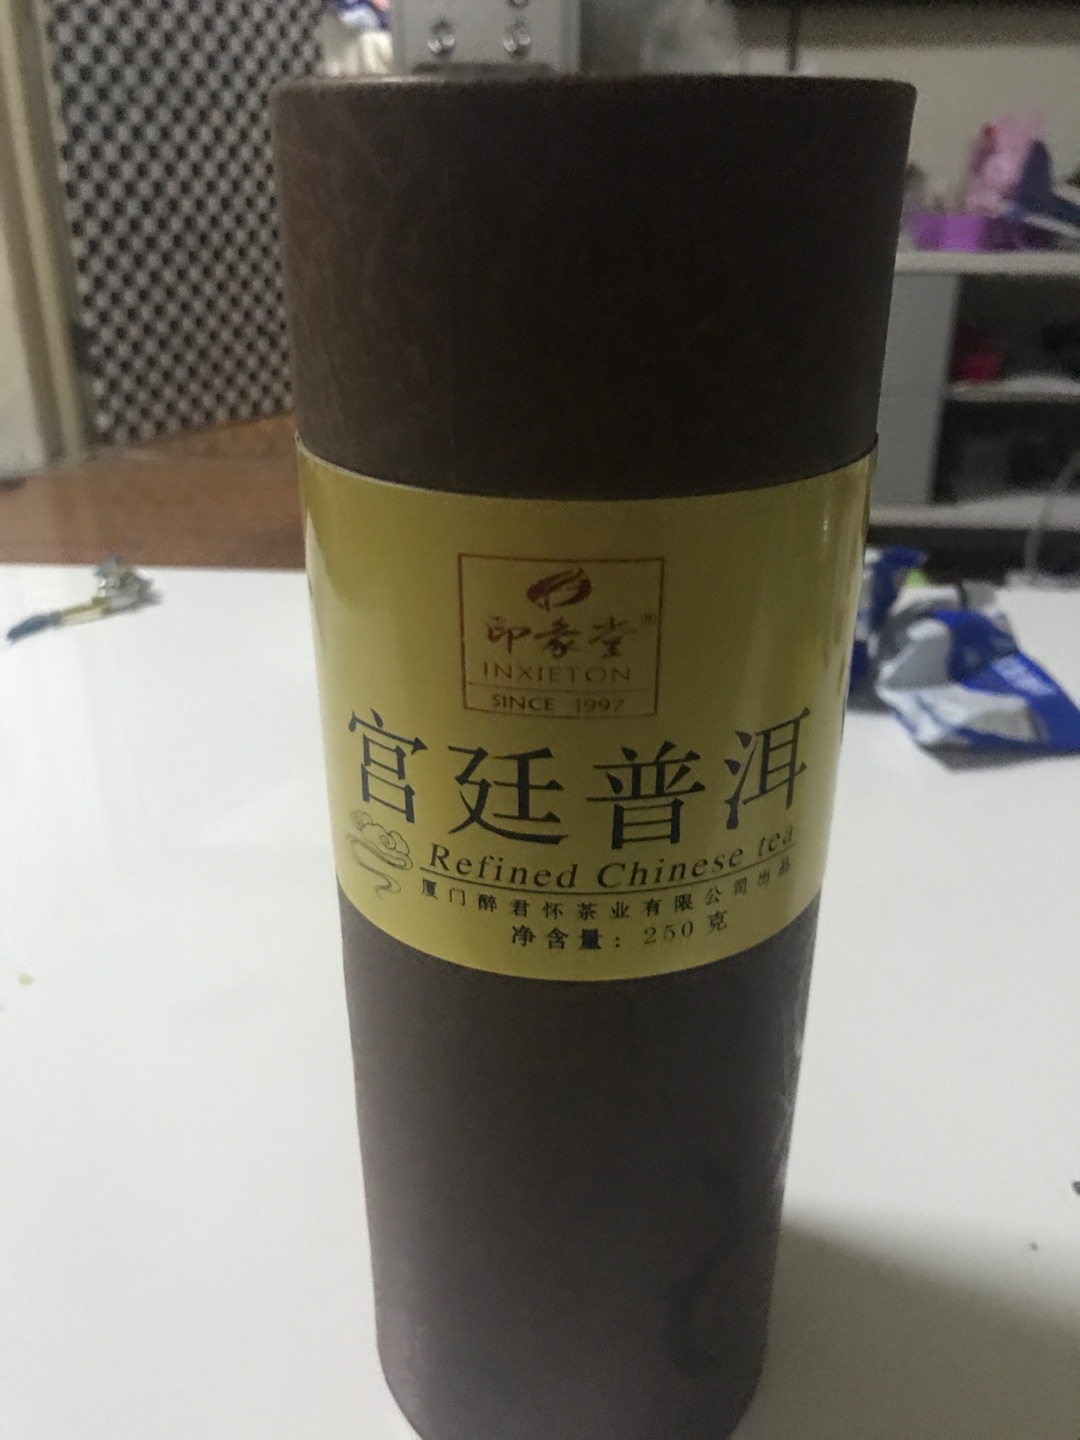 印象堂®
INXIETON
SINCE 1997
宫廷普洱
Refined Chinese tea
厦门醉君怀茶业有限公司出品
净含量：250克